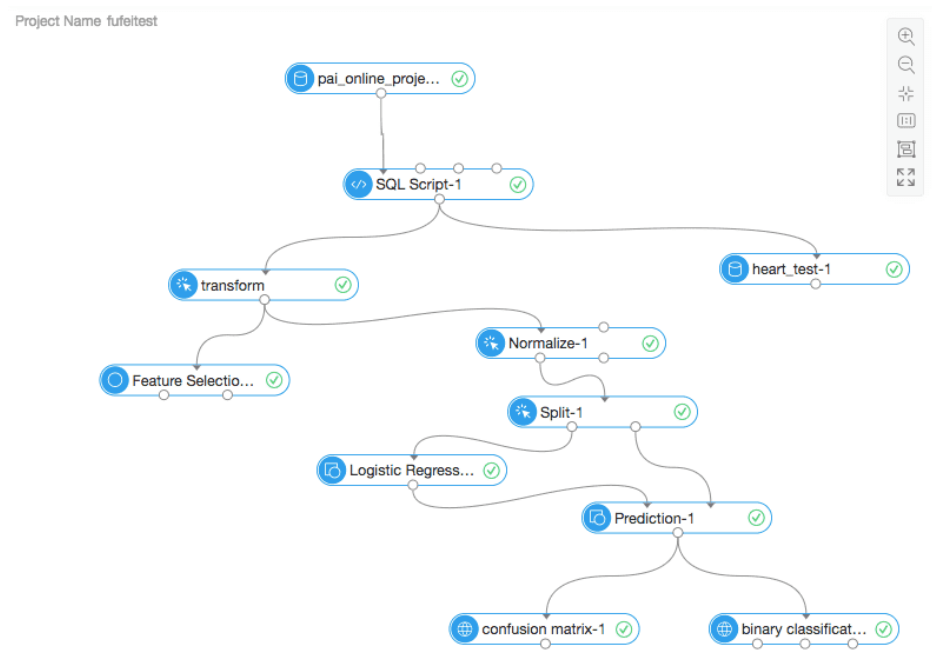 Project Name fufeitest
pai_online_proje...
SQL Script-1
heart_test-1
transform
Normalize-1
Feature Selectio...
Split-1
Logistic Regress...
Prediction-1
confusion matrix-1
binary classificat...